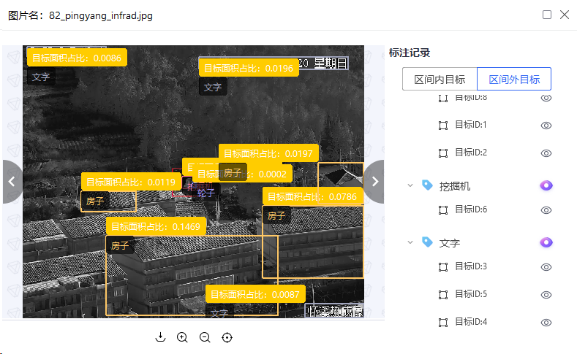 图片名：82_pingyang_infrad.jpg
目标面积占比：0.0086
文字
目标面积占比：0.0196
文字
20 星期日
目标面积占比：0.0197
房子
目标面积占比：0.0002
轮子
目标面积占比：0.0119
房子
目标面积占比：0.0786
房子
目标面积占比：0.1469
房子
目标面积占比：0.0087
文字
标注记录
区间内目标
区间外目标
目标ID:8
目标ID:1
目标ID:2
挖掘机
目标ID:6
文字
目标ID:3
目标ID:5
目标ID:4